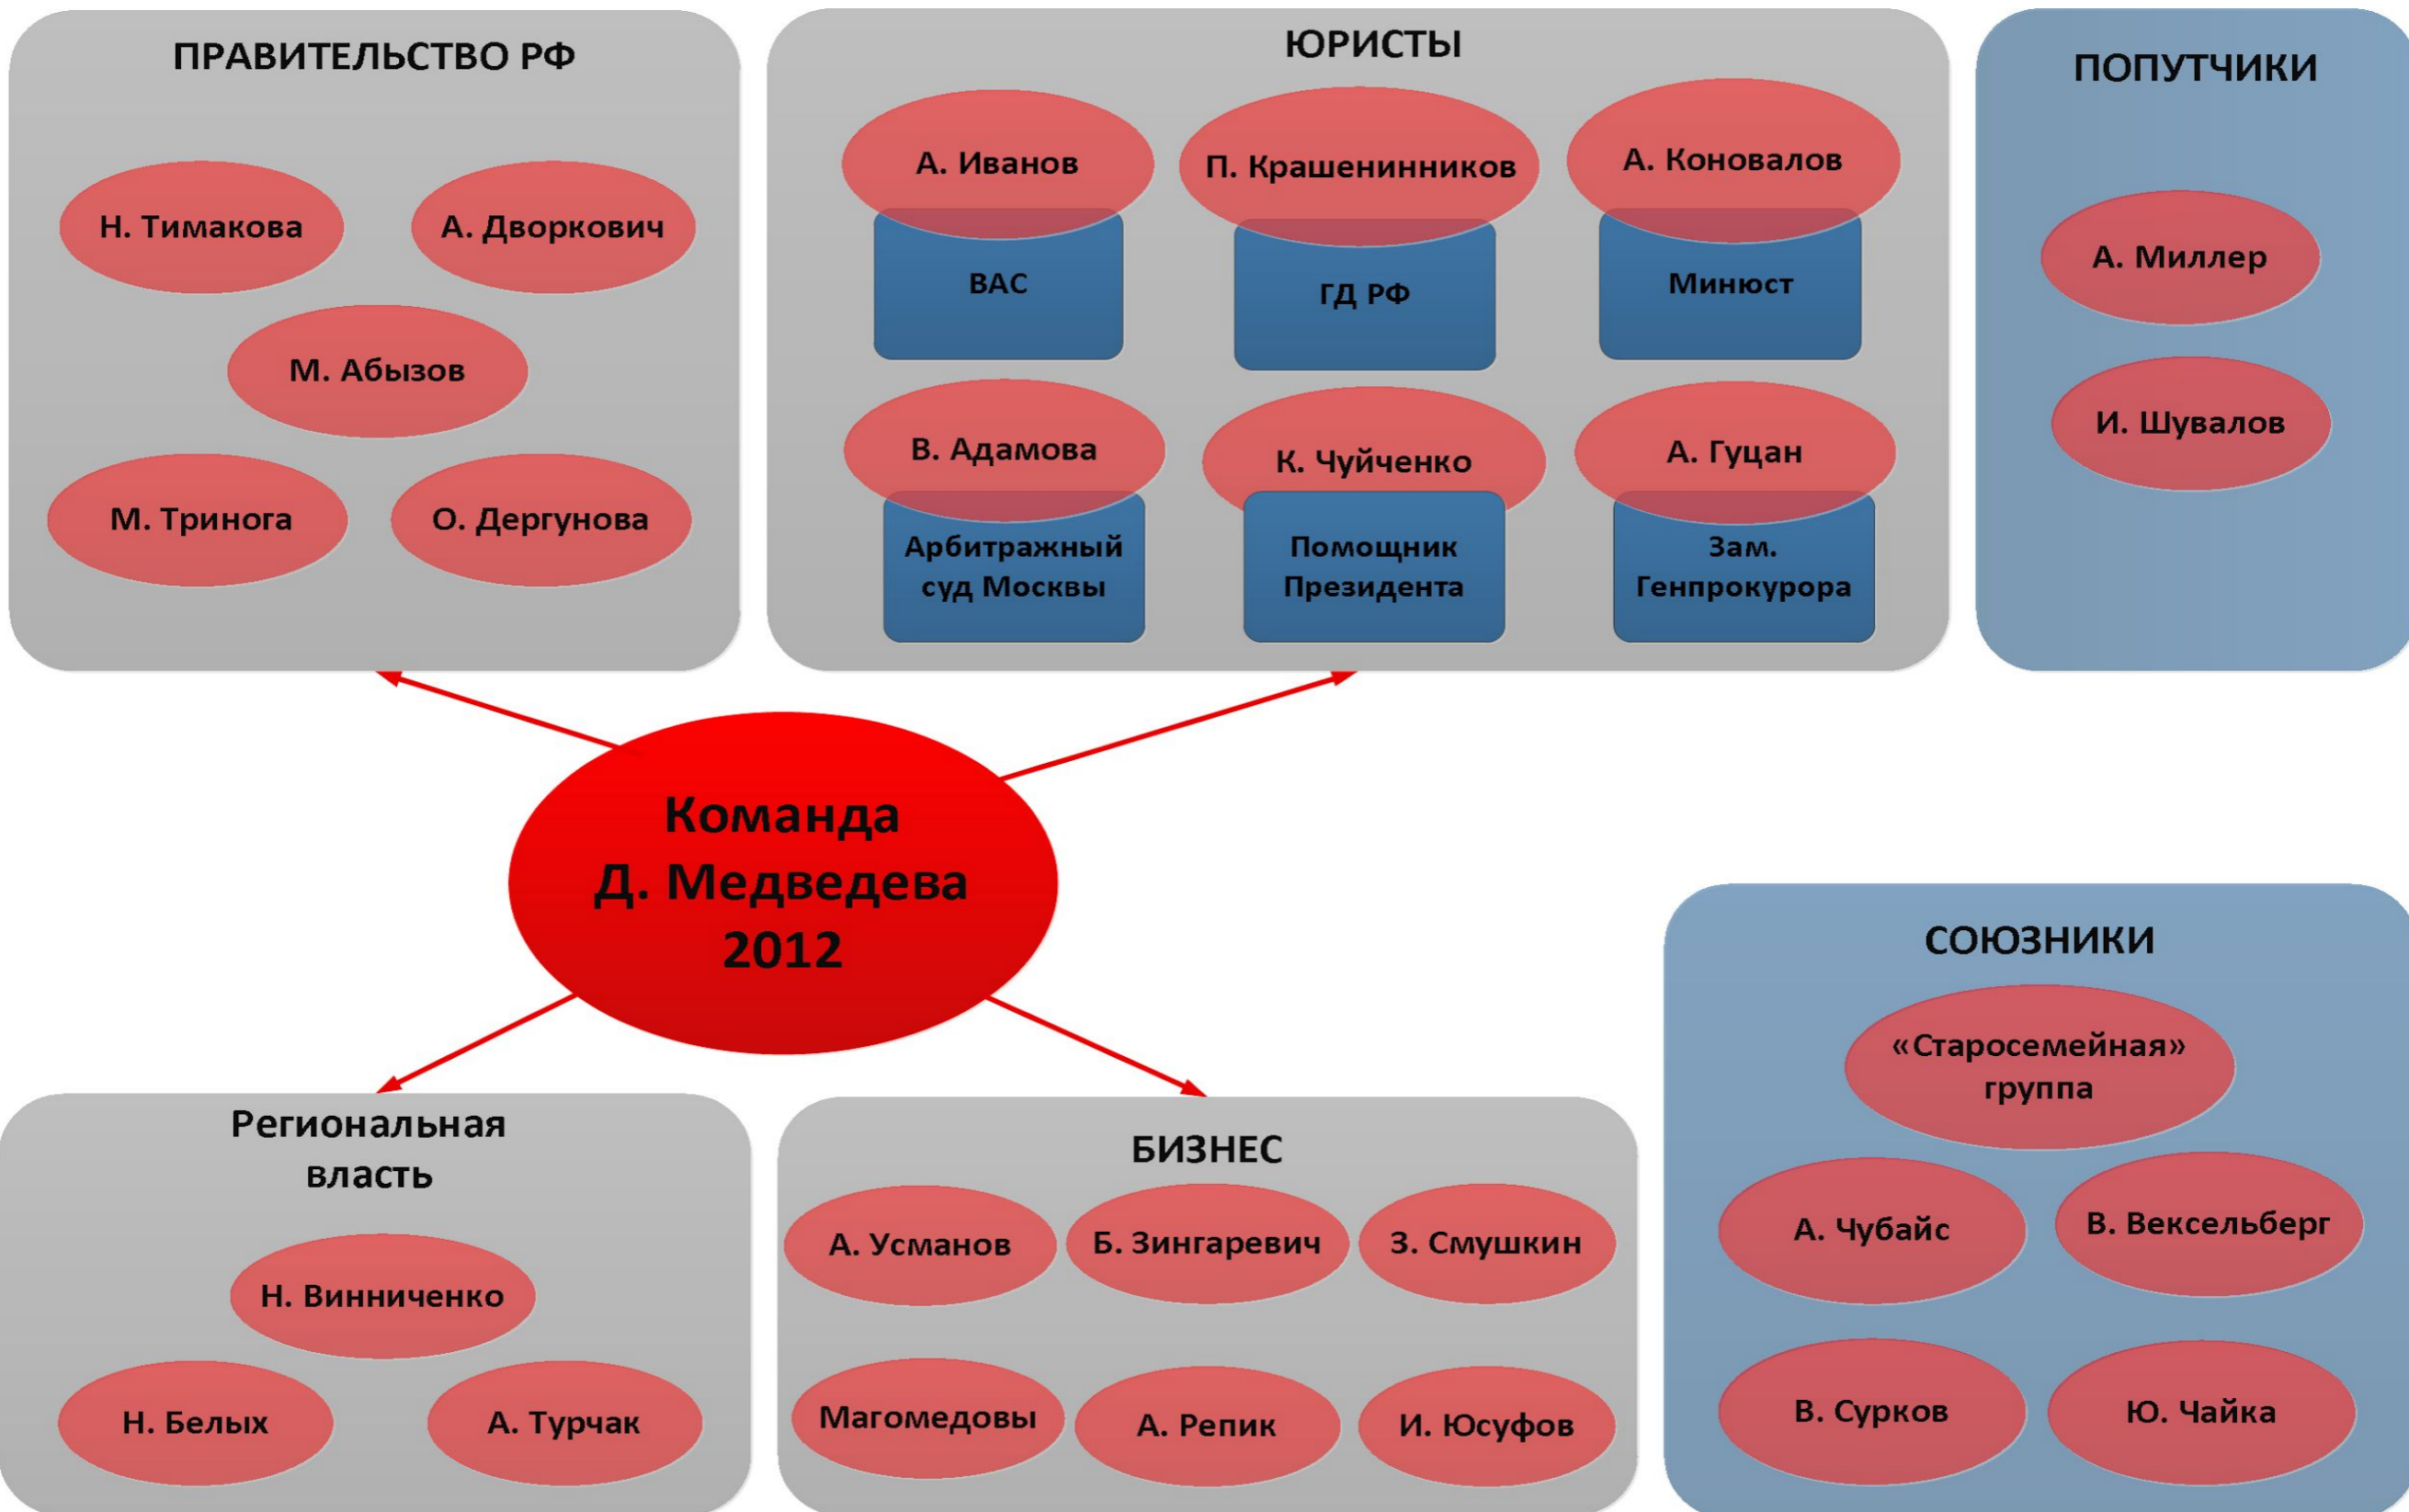 ПРАВИТЕЛЬСТВО РФ
Н. Тимакова
А. Дворкович
М. Абызов
М. Тринога
О. Дергунова
ЮРИСТЫ
А. Иванов
ВАС
П. Крашенинников
ГД РФ
А. Коновалов
Минюст
В. Адамова
Арбитражный
суд Москвы
К. Чуйченко
Помощник
Президента
А. Гуцан
Зам.
Генпрокурора
ПОПУТЧИКИ
А. Миллер
И. Шувалов
Команда
Д. Медведева
2012
Региональная
власть
Н. Винниченко
Н. Белых
А. Турчак
БИЗНЕС
А. Усманов
Б. Зингаревич
З. Смушкин
Магомедовы
А. Репик
И. Юсуфов
СОЮЗНИКИ
«Старосемейная»
группа
А. Чубайс
В. Вексельберг
В. Сурков
Ю. Чайка